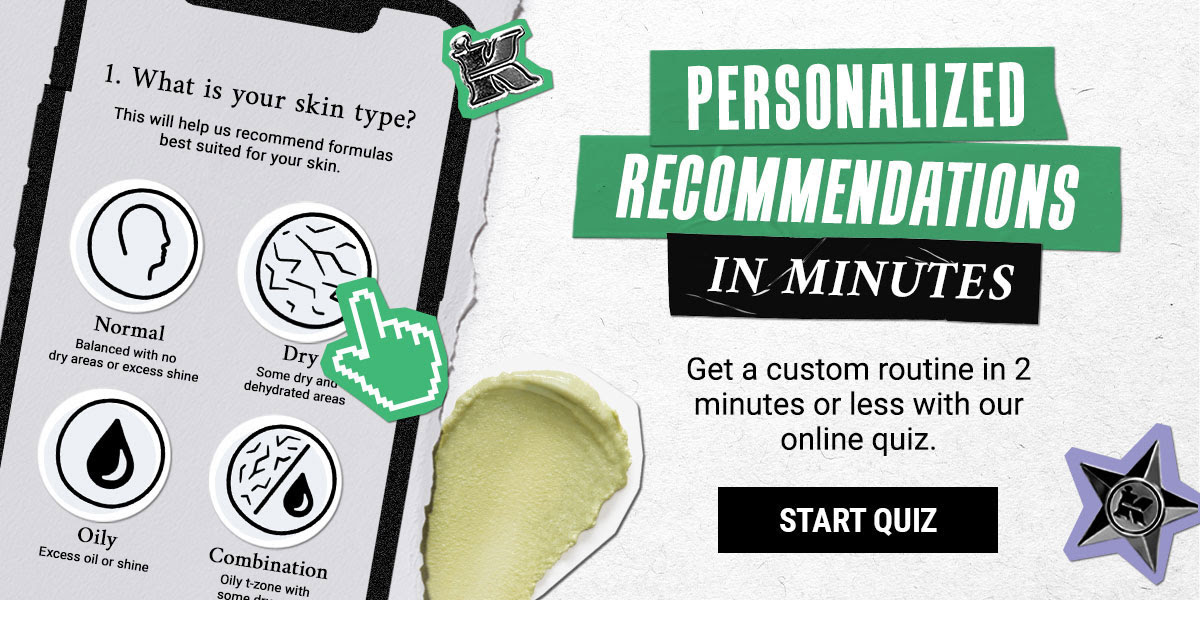 1. What is your skin type?
This will help us recommend formulas
best suited for your skin.
Normal
Balanced with no
dry areas or excess shine
Dry
Some dry and
dehydrated areas
Oily
Excess oil or shine
Combination
Oily t-zone with
some
K
PERSONALIZED
RECOMMENDATIONS
IN MINUTES
Get a custom routine in 2
minutes or less with our
online quiz.
START QUIZ
K